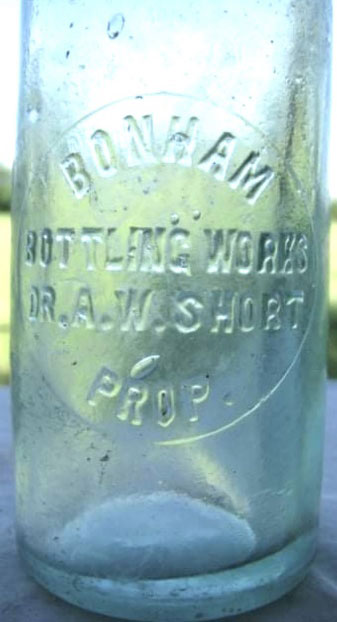 BONHAM
BOTTLING WORKS
DR. A. W. SHORT
PROP.